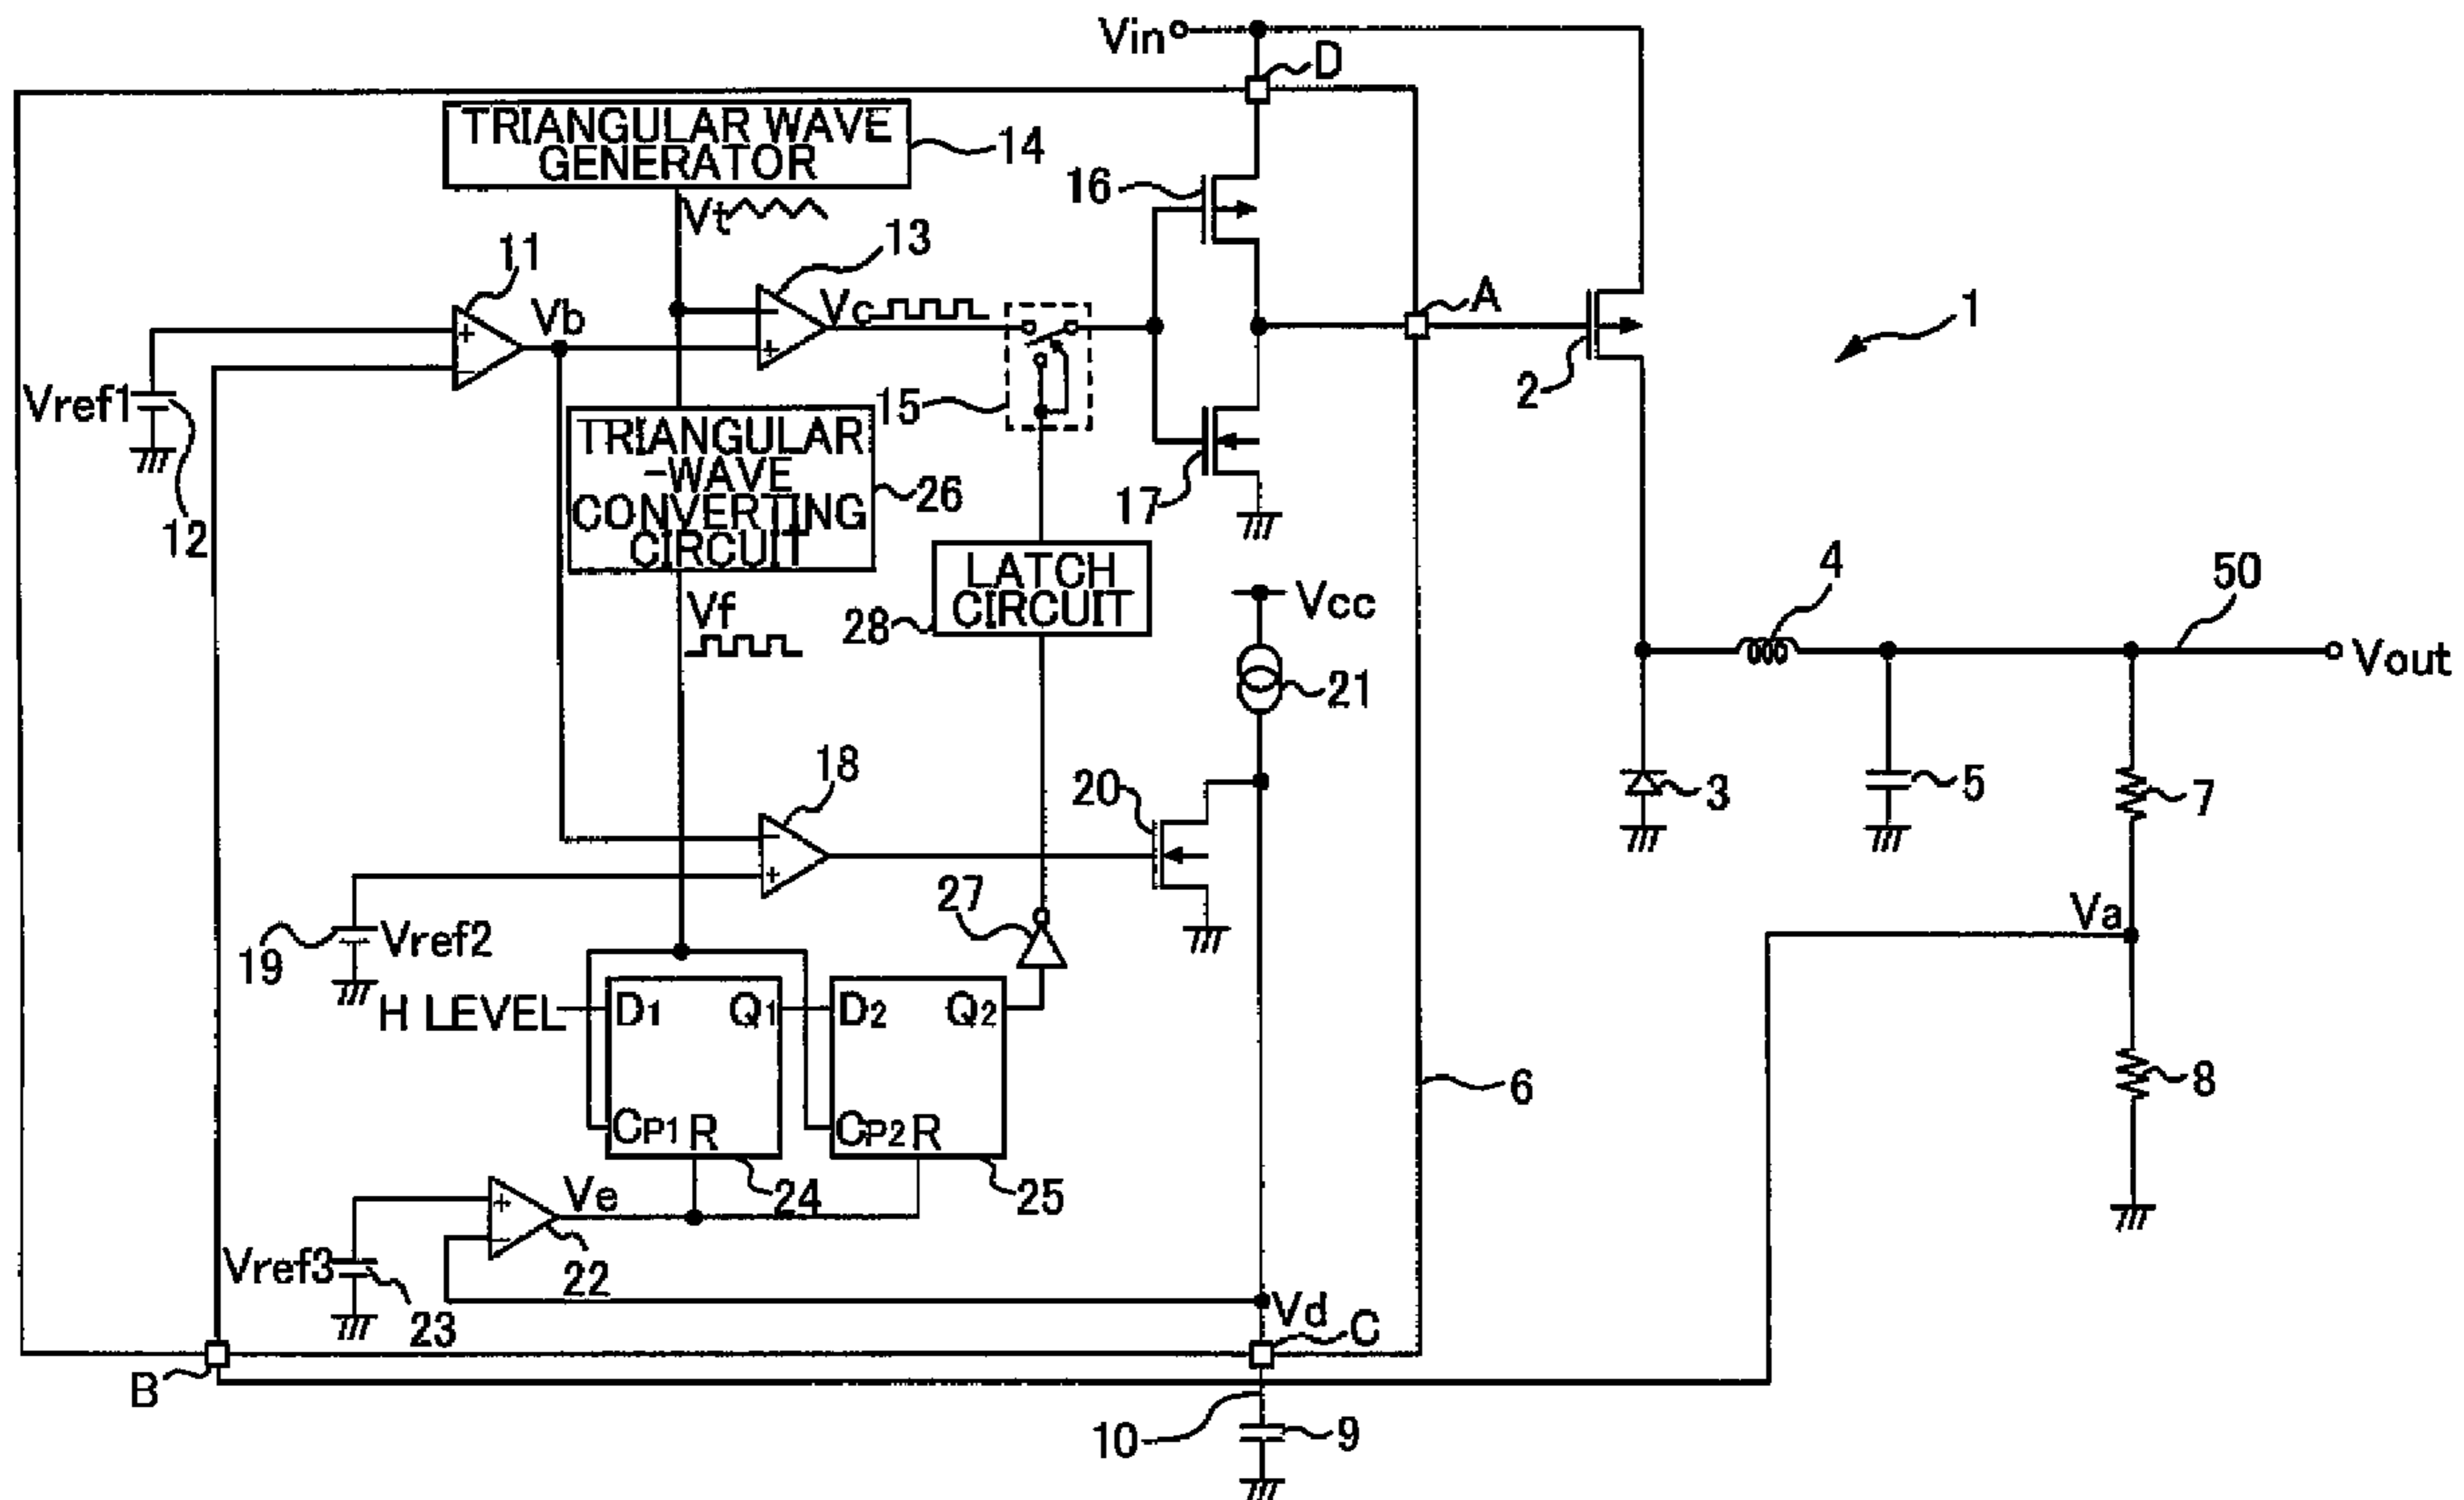 Vin
D
TRIANGULAR WAVE
GENERATOR
14
16
Vt
13
11
Vb
Vc
A
1
Vref1
15
2
TRIANGULAR
-WAVE
CONVERTING
CIRCUIT
26
17
12
LATCH
CIRCUIT
28
Vcc
4
50
Vf
Vout
21
18
20
3
5
7
27
Va
19
Vref2
H LEVEL
D1
Q1
D2
Q2
6
8
CP1
R
CP2
R
Ve
24
25
Vref3
22
23
Vd
C
B
10
9